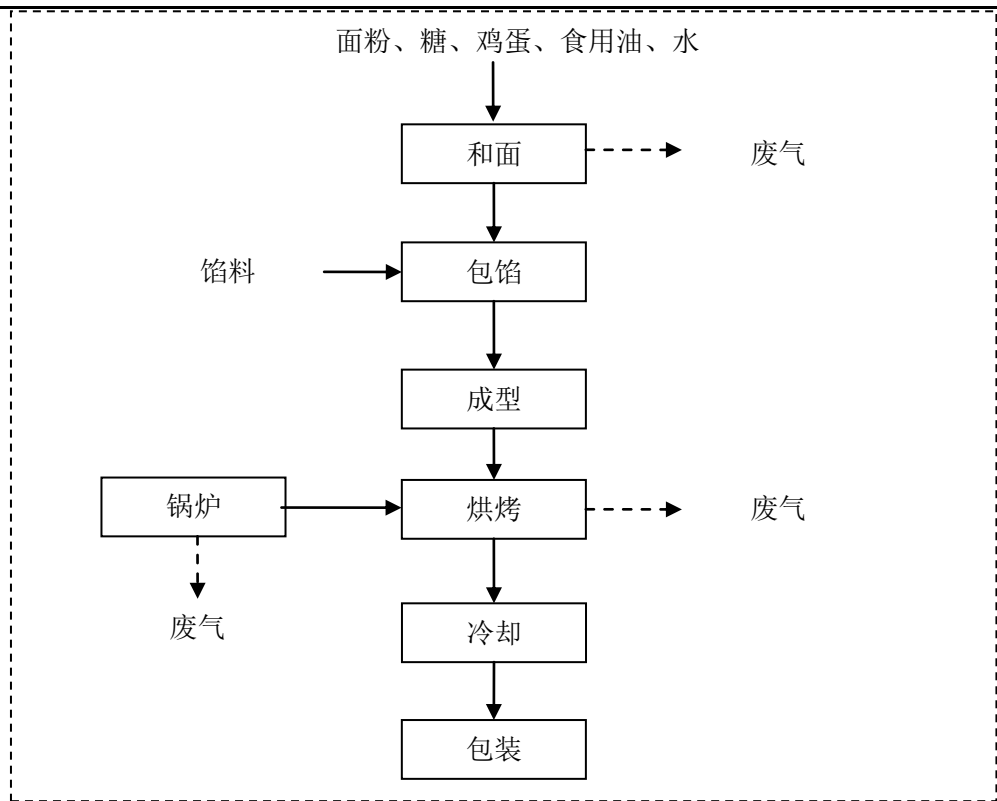 面粉、糖、鸡蛋、食用油、水
和面
废气
馅料
包馅
成型
锅炉
烘烤
废气
废气
冷却
包装